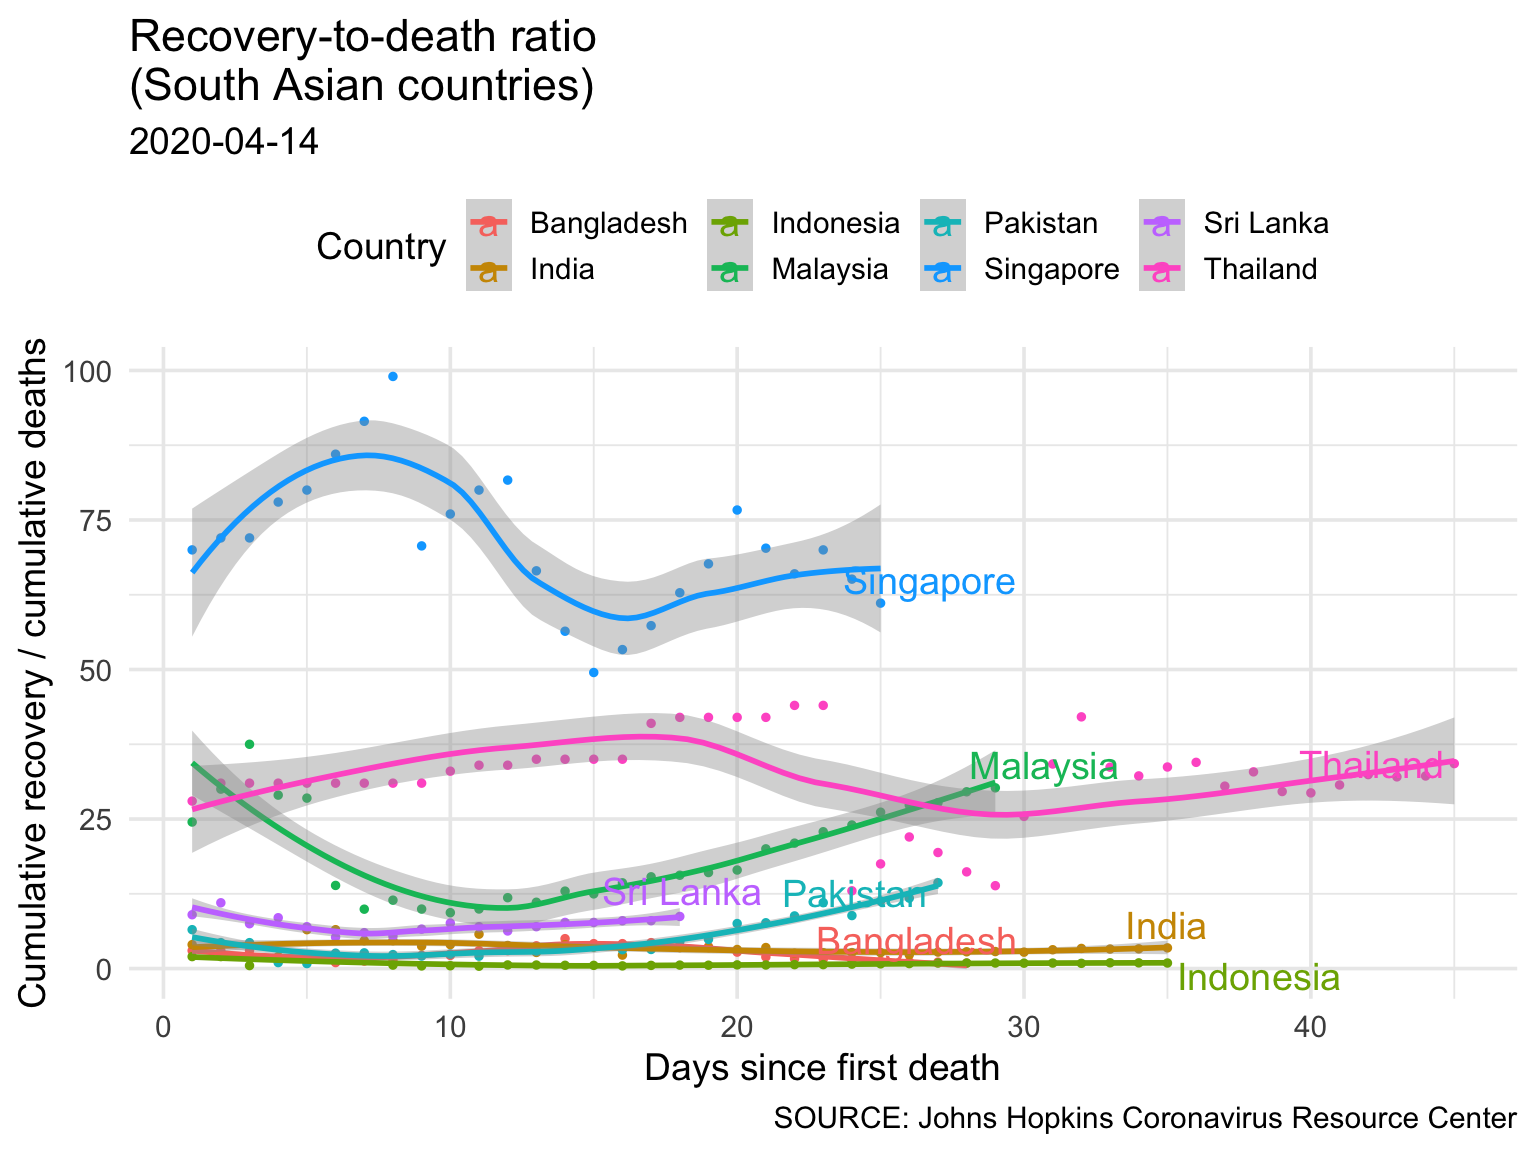 Recovery-to-death ratio
(South Asian countries)
2020-04-14
Country
a Bangladesh a Indonesia a Pakistan a Sri Lanka
a India a Malaysia a Singapore a Thailand
Cumulative recovery / cumulative deaths
100
75
50
25
0
Singapore
Malaysia
Thailand
Sri Lanka
Pakistan
India
Bangladesh
Indonesia
0 10 20 30 40
Days since first death
SOURCE: Johns Hopkins Coronavirus Resource Center